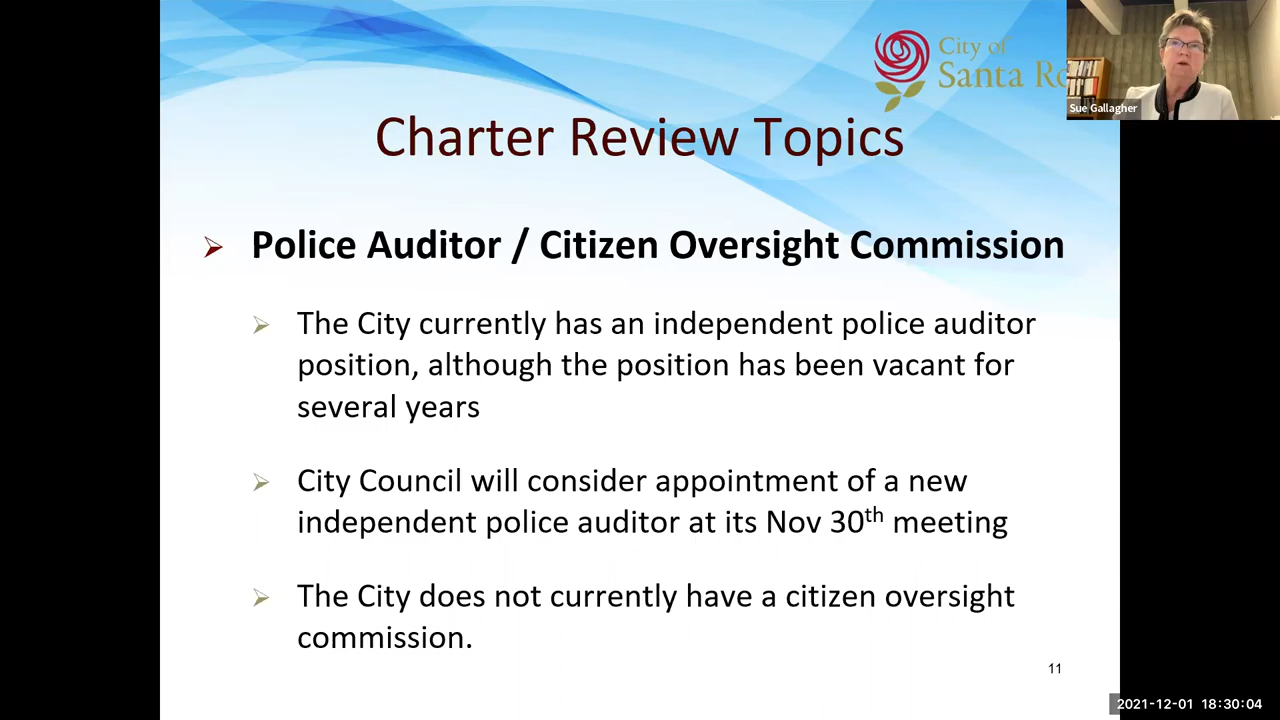 City of
Santa Ro
Sue Gallagher
Charter Review Topics
Police Auditor / Citizen Oversight Commission
The City currently has an independent police auditor
position, although the position has been vacant for
several years
City Council will consider appointment of a new
independent police auditor at its Nov 30th meeting
The City does not currently have a citizen oversight
commission.
11
2021-12-01 18:30:04